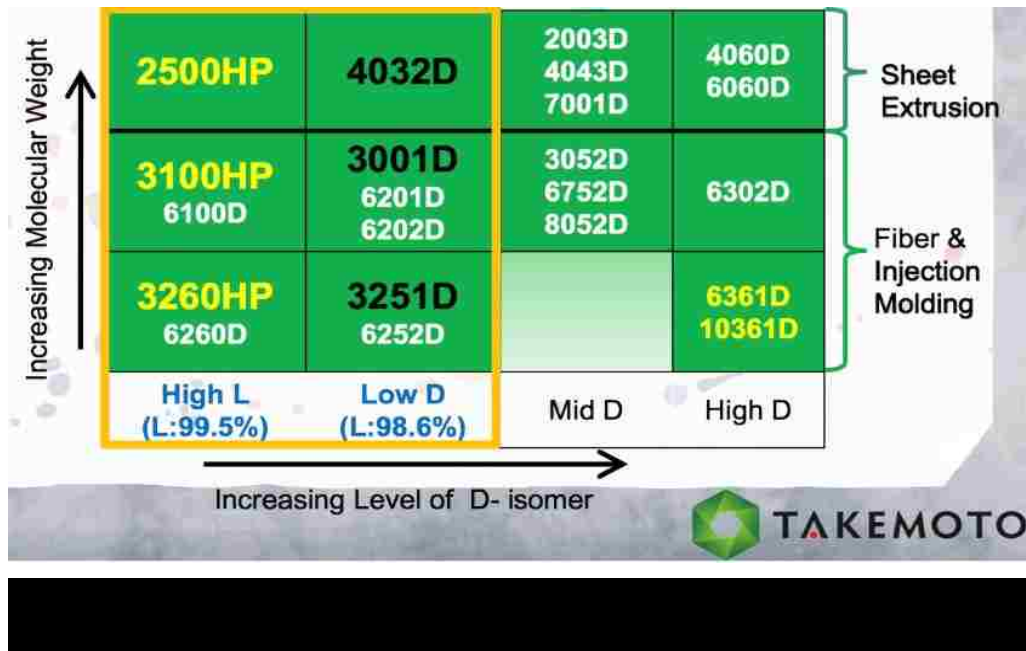 Increasing Molecular Weight
2500HP
4032D
2003D
4043D
7001D
4060D
6060D
Sheet
Extrusion
3100HP
6100D
3001D
6201D
6202D
3052D
6752D
8052D
6302D
3260HP
6260D
3251D
6252D
6361D
10361D
Fiber &
Injection
Molding
High L
(L:99.5%)
Low D
(L:98.6%)
Mid D
High D
Increasing Level of D- isomer
TAKEMOTO